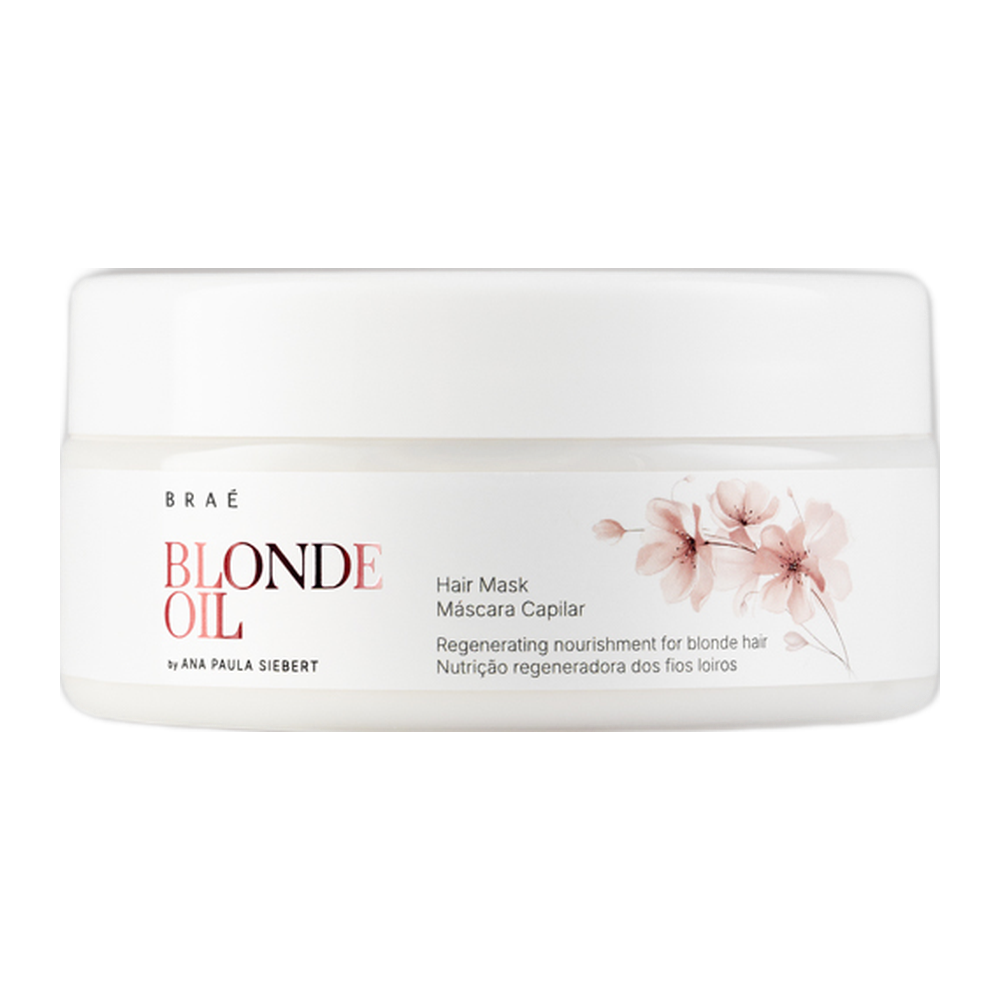 BRAÉ
BLONDE
OIL
by ANA PAULA SIEBERT
Hair Mask
Máscara Capilar
Regenerating nourishment for blonde hair
Nutrição regeneradora dos fios loiros